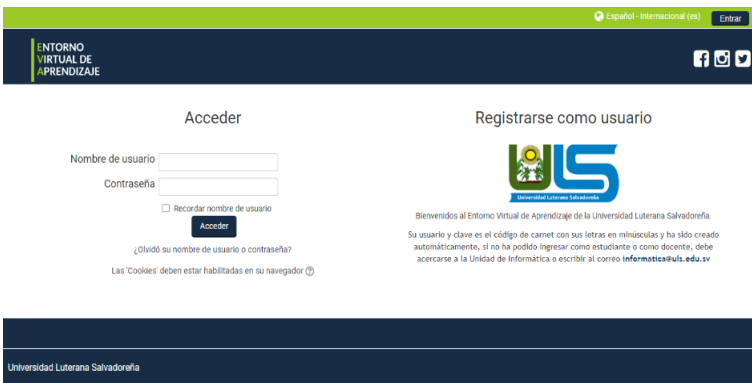 Español - Internacional (es)
Entrar
ENTORNO
VIRTUAL DE
APRENDIZAJE
Acceder
Nombre de usuario
Contraseña
Recordar nombre de usuario
Acceder
¿Olvidó su nombre de usuario o contraseña?
Las 'Cookies' deben estar habilitadas en su navegador
Registrarse como usuario
ULS
Universidad Luterana Salvadoreña
Bienvenidos al Entorno Virtual de Aprendizaje de la Universidad Luterana Salvadoreña.
Su usuario y clave es el código de carnet con sus letras en minúsculas y ha sido creado
automáticamente, si no ha podido ingresar como estudiante o como docente, debe
acercarse a la Unidad de Informática o escribir al correo informatica@uls.edu.sv
Universidad Luterana Salvadoreña